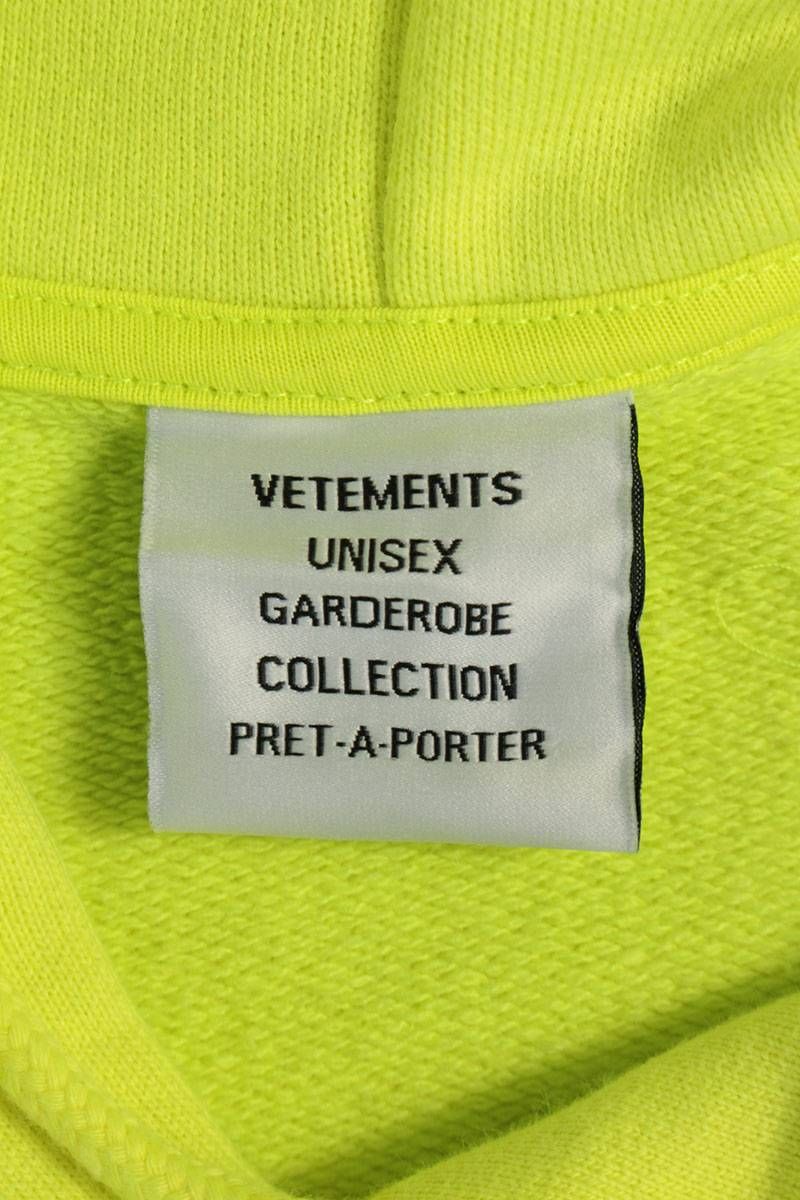 VETEMENTS
UNISEX
GARDEROBE
COLLECTION
PRET-A-PORTER